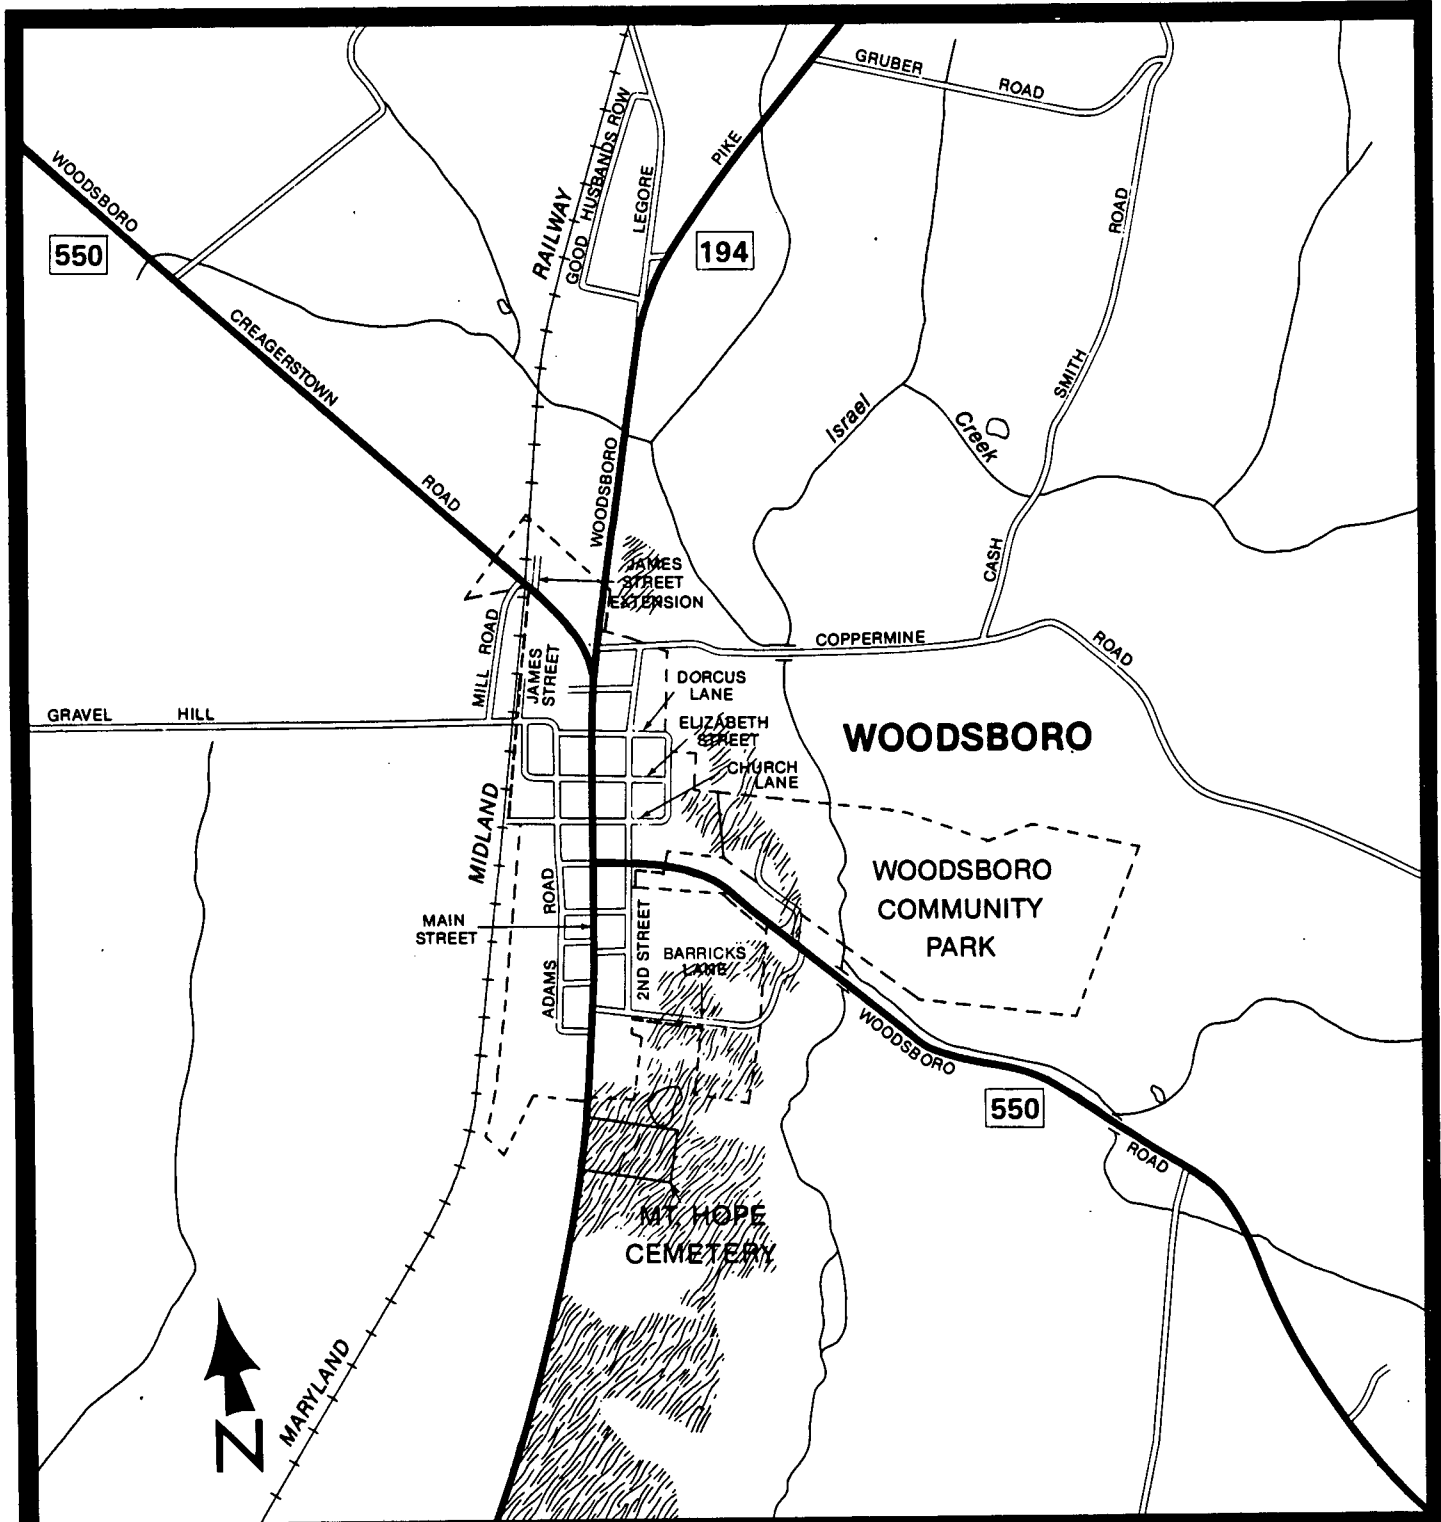 GRUBER
ROAD
WOODSBORO
550
GOOD HUSBANDS ROW
LEGORE
PIKE
RAILWAY
194
ROAD
CREAGERSTOWN
SMITH
Israel
Creek
ROAD
WOODSBORO
CASH
JAMES
STREET
EXTENSION
MILL ROAD
JAMES
STREET
COPPERMINE
ROAD
DORCUS
LANE
GRAVEL HILL
ELIZABETH
STREET
WOODSBORO
CHURCH
LANE
MIDLAND
WOODSBORO
COMMUNITY
PARK
MAIN
STREET
ADAMS ROAD
2ND STREET
BARRICKS
LANE
WOODSBORO
550
ROAD
MT. HOPE
CEMETERY
MARYLAND
N